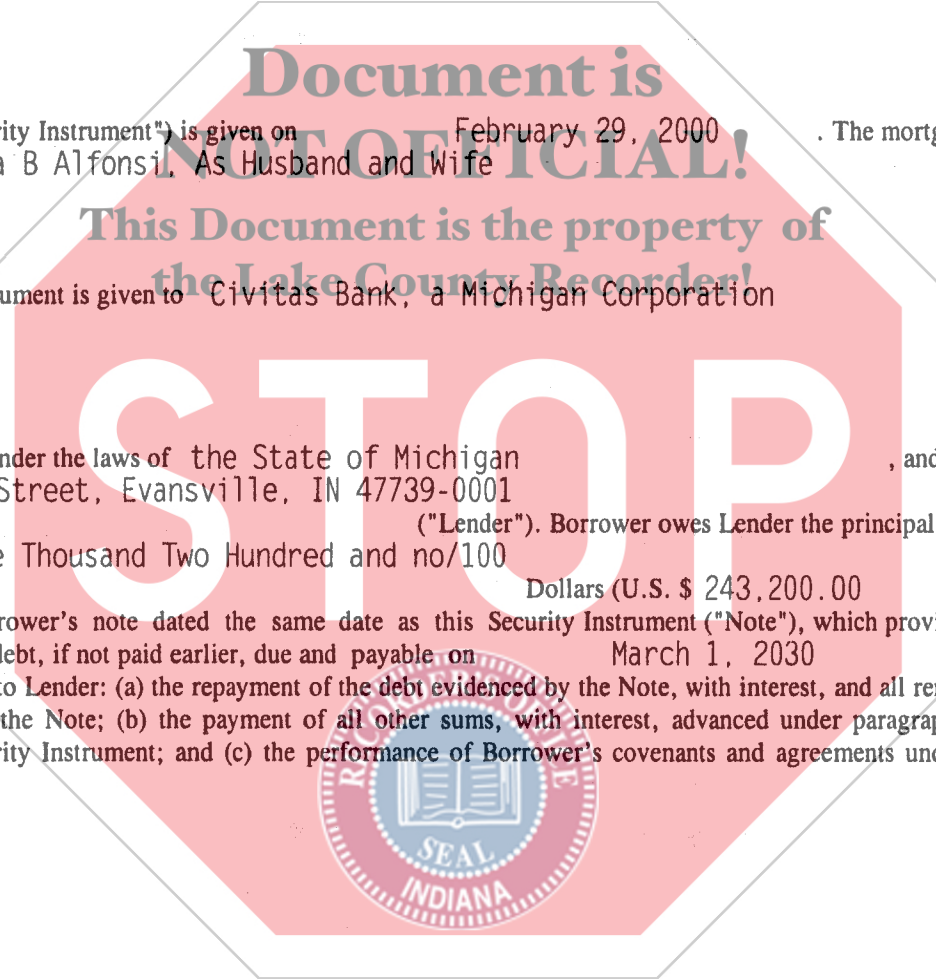 Document is
rity Instrument") is given on February 29, 2000 . The mortg
a B Alfonsi, As Husband and Wife
NOT OFFICIAL!
This Document is the property of
the Lake County Recorder!
ument is given to Civitas Bank, a Michigan Corporation
STOP
nder the laws of the State of Michigan , and
Street, Evansville, IN 47739-0001
("Lender"). Borrower owes Lender the principal
e Thousand Two Hundred and no/100
Dollars (U.S. $ 243,200.00
rower's note dated the same date as this Security Instrument ("Note"), which provi
debt, if not paid earlier, due and payable on March 1, 2030
to Lender: (a) the repayment of the debt evidenced by the Note, with interest, and all re
the Note; (b) the payment of all other sums, with interest, advanced under paragrap
rity Instrument; and (c) the performance of Borrower's covenants and agreements un
RECORDER'S OFFICE
SEAL
INDIANA